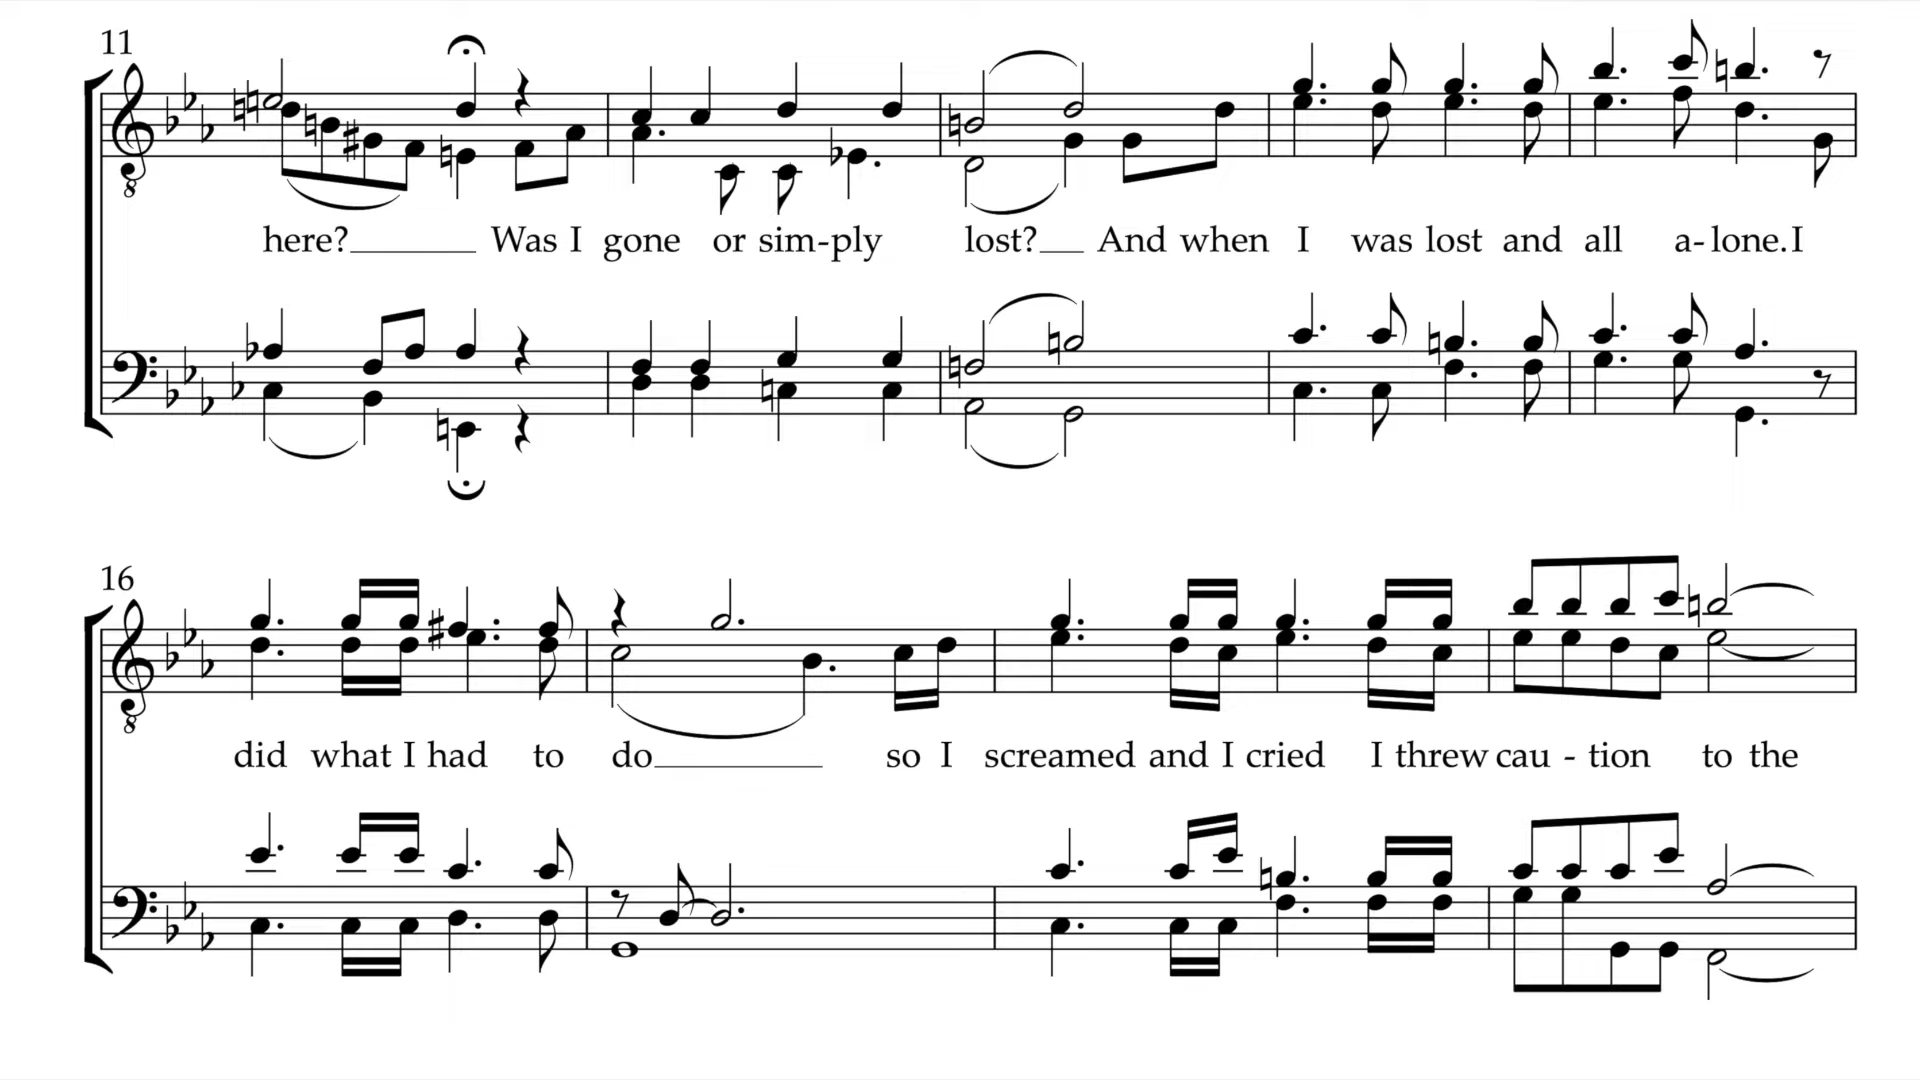 11
here? Was I gone or sim-ply lost? And when I was lost and all a-lone. I
16
did what I had to do so I screamed and I cried I threw cau - tion to the